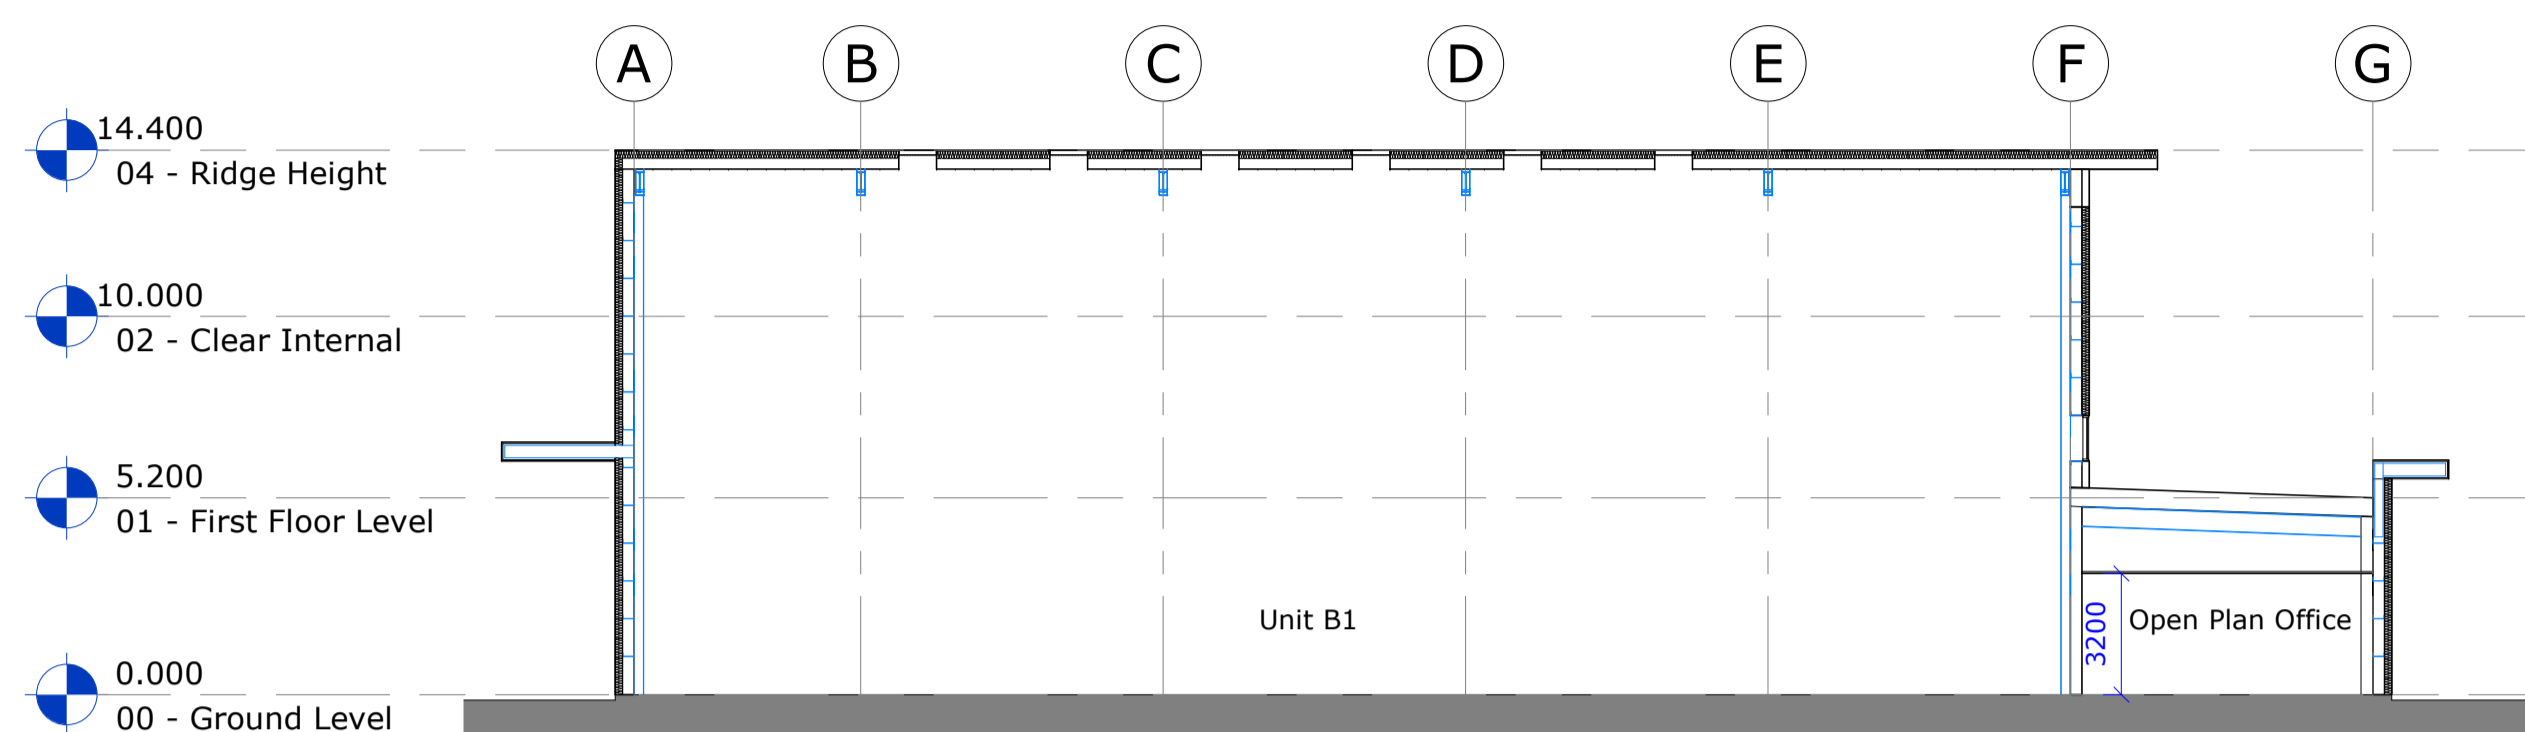 A
B
C
D
E
F
G
14.400
04 - Ridge Height
10.000
02 - Clear Internal
5.200
01 - First Floor Level
Unit B1
3200
Open Plan Office
0.000
00 - Ground Level